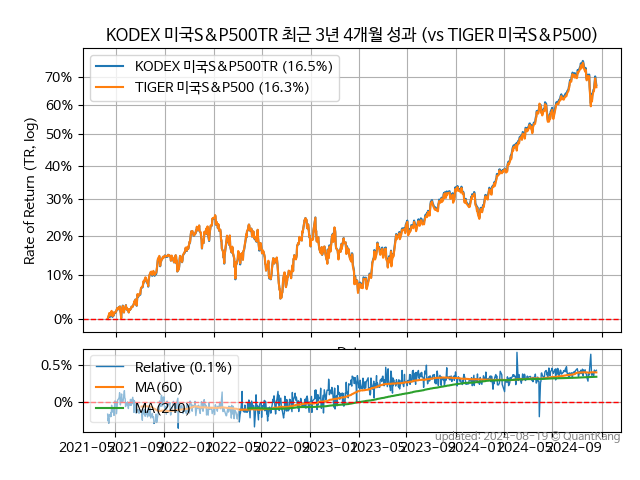 KODEX 미국S&P500TR 최근 3년 4개월 성과 (vs TIGER 미국S&P500)
KODEX 미국S&P500TR (16.5%)
TIGER 미국S&P500 (16.3%)
Rate of Return (TR, log)
70%
60%
50%
40%
30%
20%
10%
0%
0.5%
0%
Relative (0.1%)
MA(60)
MA(240)
updated: 2024-08-19 © QuantKang
2021-05 2021-09 2022-01 2022-05 2022-09 2023-01 2023-05 2023-09 2024-01 2024-05 2024-09